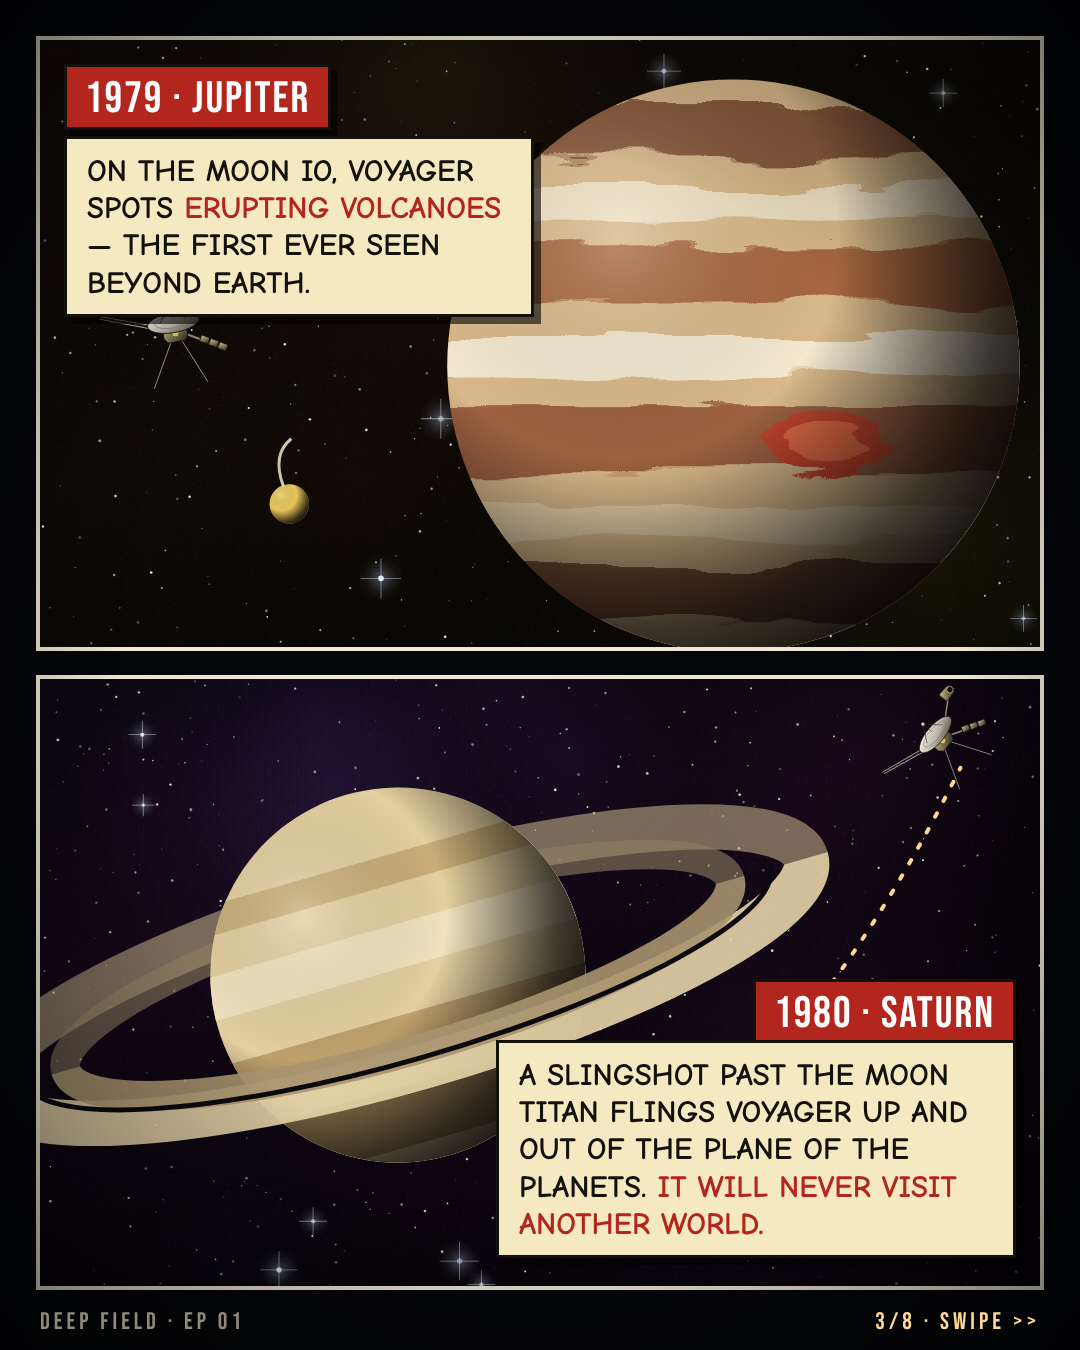 1979 · JUPITER
ON THE MOON IO, VOYAGER
SPOTS ERUPTING VOLCANOES
— THE FIRST EVER SEEN
BEYOND EARTH.
1980 · SATURN
A SLINGSHOT PAST THE MOON
TITAN FLINGS VOYAGER UP AND
OUT OF THE PLANE OF THE
PLANETS. IT WILL NEVER VISIT
ANOTHER WORLD.
DEEP FIELD · EP 01
3/8 · SWIPE >>